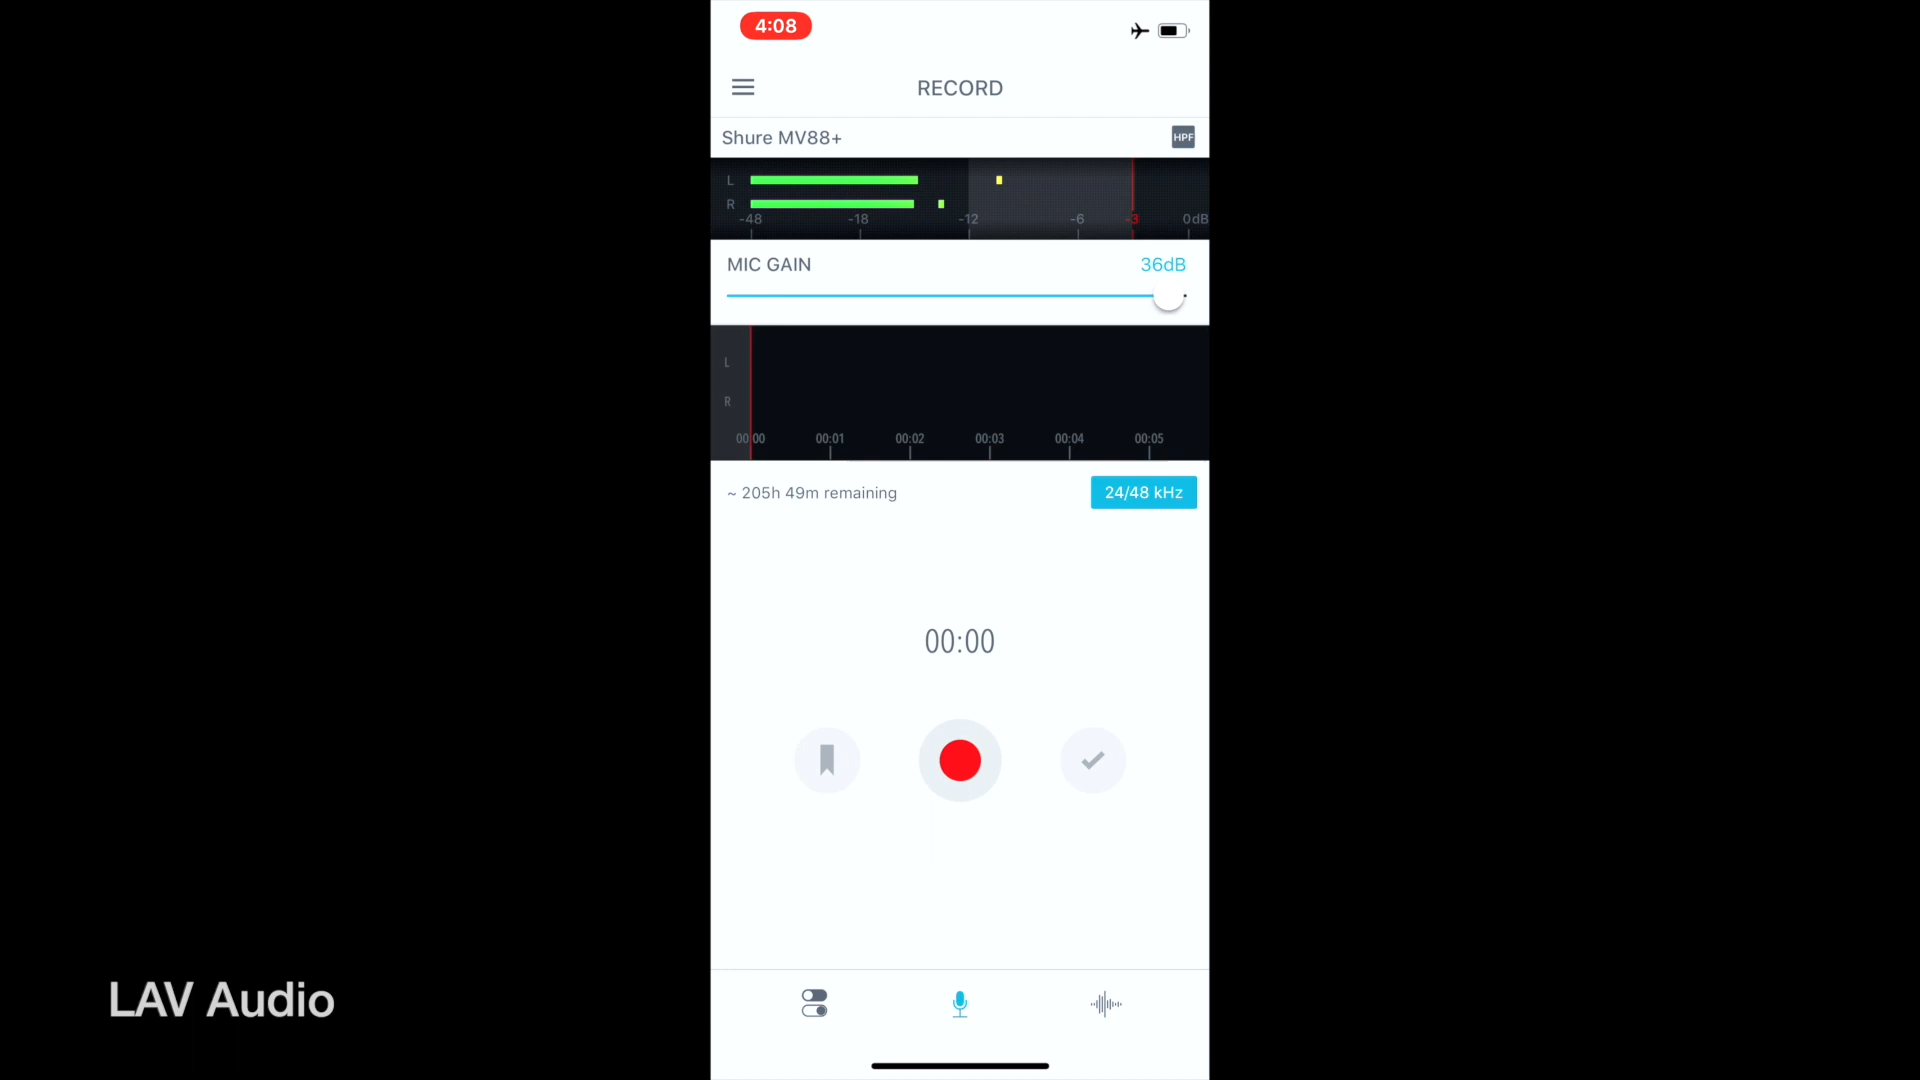 4:08
RECORD
Shure MV88+
HPF
L
R
-48 -18 -12 -6 -3 0dB
MIC GAIN 36dB
L
R
00:00 00:01 00:02 00:03 00:04 00:05
~ 205h 49m remaining
24/48 kHz
00:00
LAV Audio